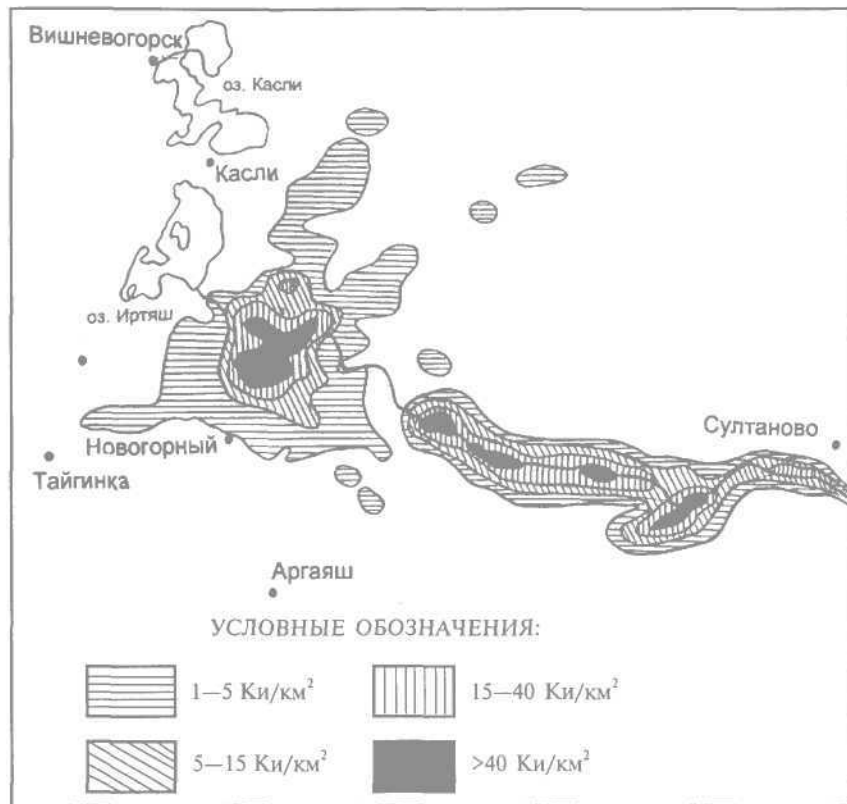 Вишневогорск
оз. Касли
Касли
оз. Иртяш
Новогорный
Султаново
Тайгинка
Аргаяш
УСЛОВНЫЕ ОБОЗНАЧЕНИЯ:
1—5 Ки/км²
15—40 Ки/км²
5—15 Ки/км²
>40 Ки/км²